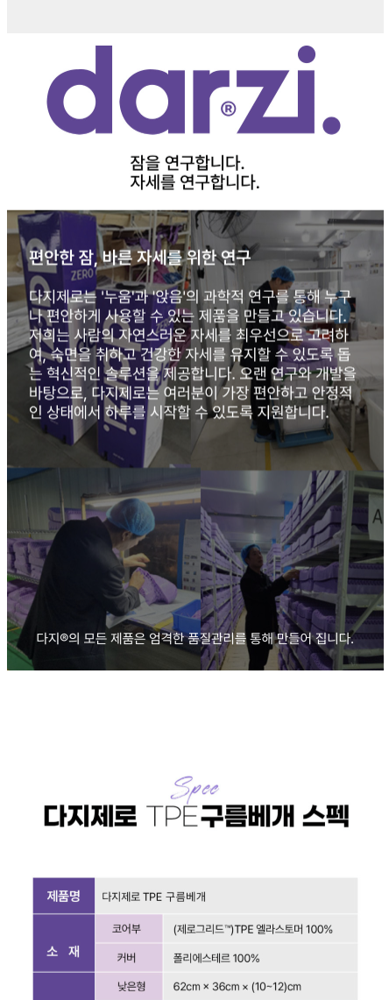 darzi®.
잠을 연구합니다.
자세를 연구합니다.
ZERO
편안한 잠, 바른 자세를 위한 연구
다지제로는 '누움'과 '앉음'의 과학적 연구를 통해 누구
나 편안하게 사용할 수 있는 제품을 만들고 있습니다.
저희는 사람의 자연스러운 자세를 최우선으로 고려하
여, 숙면을 취하고 건강한 자세를 유지할 수 있도록 돕
는 혁신적인 솔루션을 제공합니다. 오랜 연구와 개발을
바탕으로, 다지제로는 여러분이 가장 편안하고 안정적
인 상태에서 하루를 시작할 수 있도록 지원합니다.
A
다지®의 모든 제품은 엄격한 품질관리를 통해 만들어 집니다.
Spec
다지제로 TPE구름베개 스펙
제품명 다지제로 TPE 구름베개
소 재 코어부 (제로그리드™)TPE 엘라스토머 100%
커버 폴리에스테르 100%
낮은형 62cm × 36cm × (10~12)cm